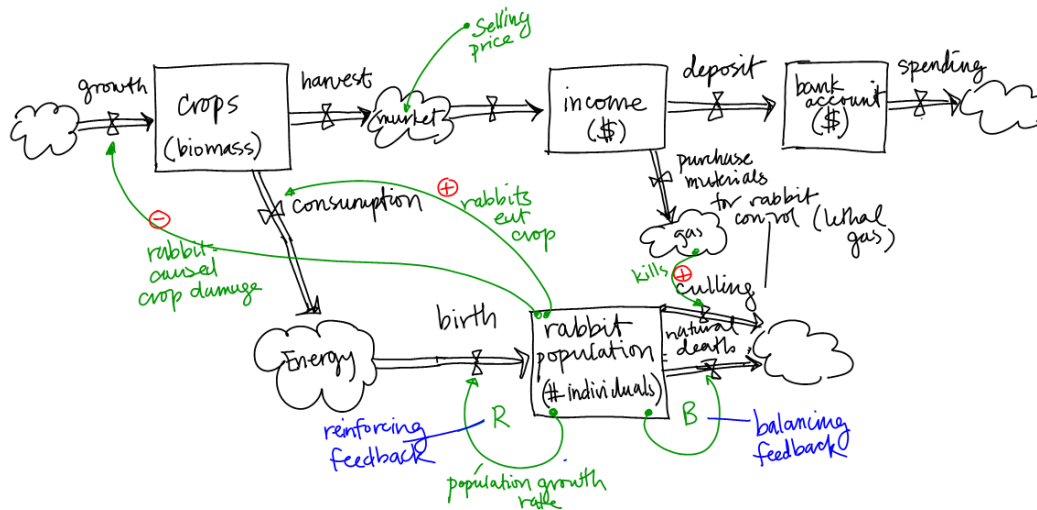 selling
price
growth
harvest
deposit
spending
crops
(biomass)
market
income
($)
bank
account
($)
purchase
materials
for rabbit
control (lethal
gas)
consumption
+
rabbits
eat
crop
-
rabbit-
caused
crop damage
gas
kills
+
culling
birth
Energy
rabbit
population
(# individuals)
natural
deaths
R
B
reinforcing
feedback
balancing
feedback
population growth
rate